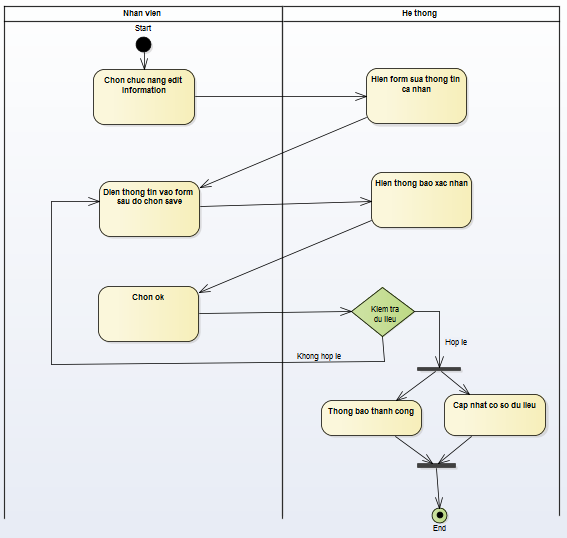 Nhan vien
He thong
Start
Chon chuc nang edit
information
Hien form sua thong tin
ca nhan
Dien thong tin vao form
sau do chon save
Hien thong bao xac nhan
Chon ok
Kiem tra
du lieu
Hop le
Khong hop le
Thong bao thanh cong
Cap nhat co so du lieu
End